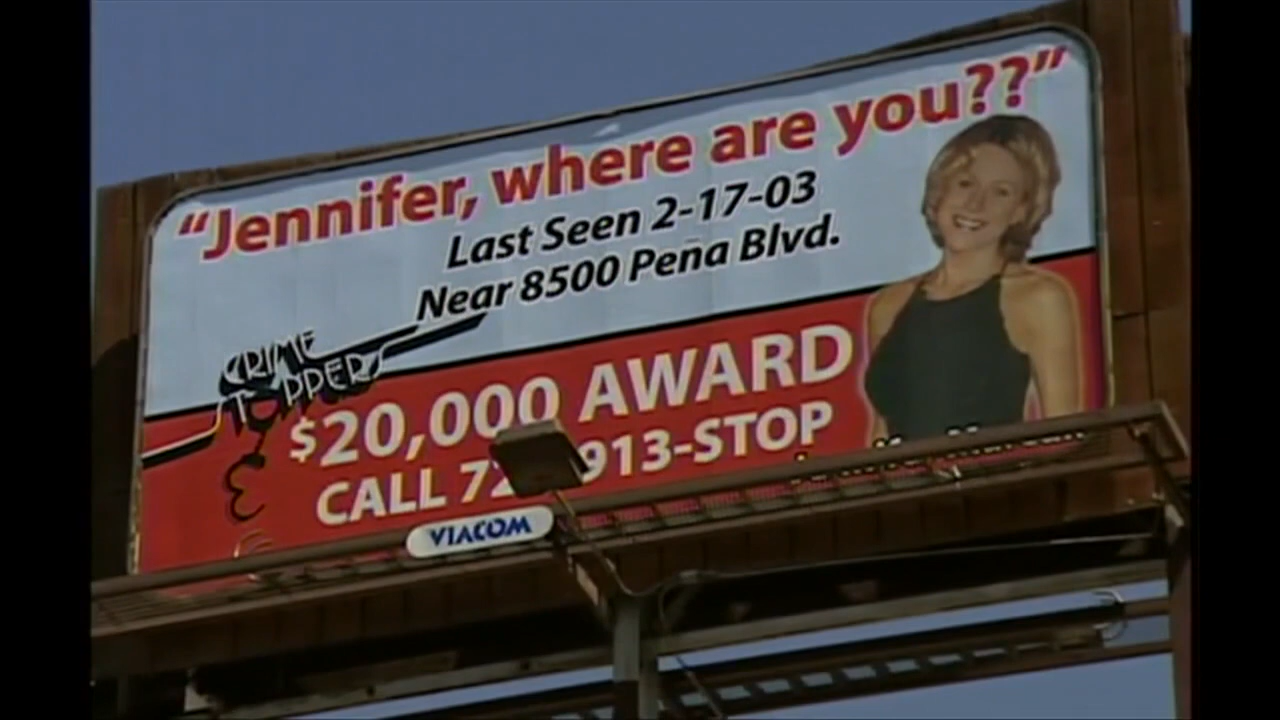 “Jennifer, where are you??”
Last Seen 2-17-03
Near 8500 Peña Blvd.
CRIME
STOPPERS
$20,000 AWARD
CALL 72 913-STOP
VIACOM